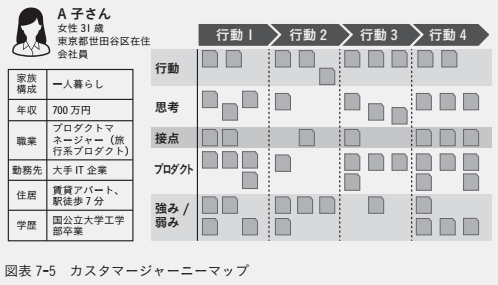 A子さん
女性 31 歳
東京都世田谷区在住
会社員
家族
構成
一人暮らし
年収
700 万円
職業
プロダクトマ
ネージャー（旅
行系プロダクト)
勤務先
大手 IT 企業
住居
賃貸アパート、
駅徒歩 7 分
学歴
国公立大学工学
部卒業
行動 1
行動 2
行動 3
行動 4
行動
思考
接点
プロダクト
強み /
弱み
図表 7-5　カスタマージャーニーマップ